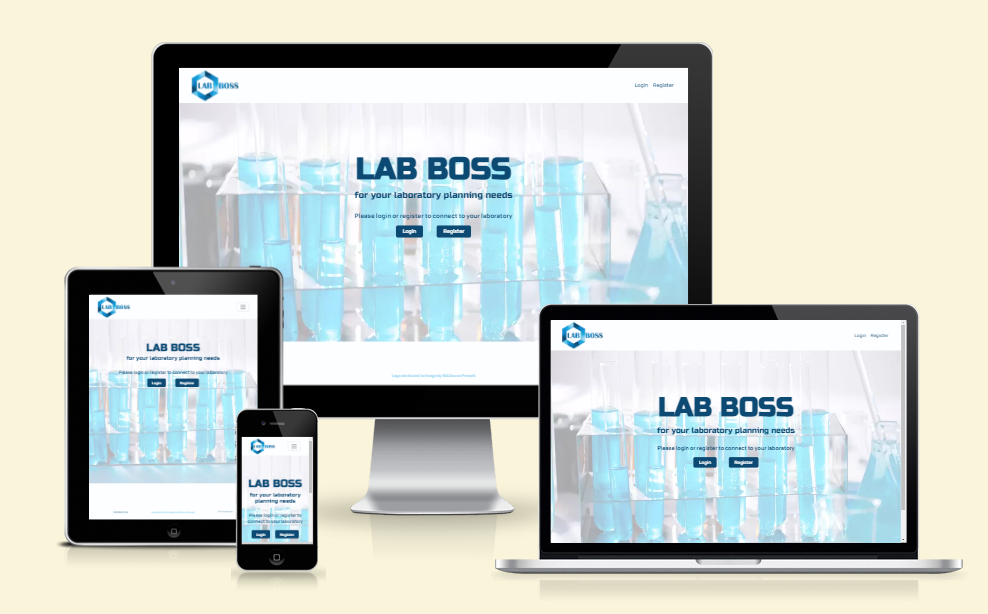 LAB BOSS
Login Register
LAB BOSS
for your laboratory planning needs
Please login or register to connect to your laboratory
Login Register
LAB BOSS
LAB BOSS
for your laboratory planning needs
Please login or register to connect to your laboratory
Login Register
LAB BOSS
LAB BOSS
for your laboratory
planning needs
Please login or register to
connect to your laboratory
Login Register
LAB BOSS
Login Register
LAB BOSS
for your laboratory planning needs
Please login or register to connect to your laboratory
Login Register